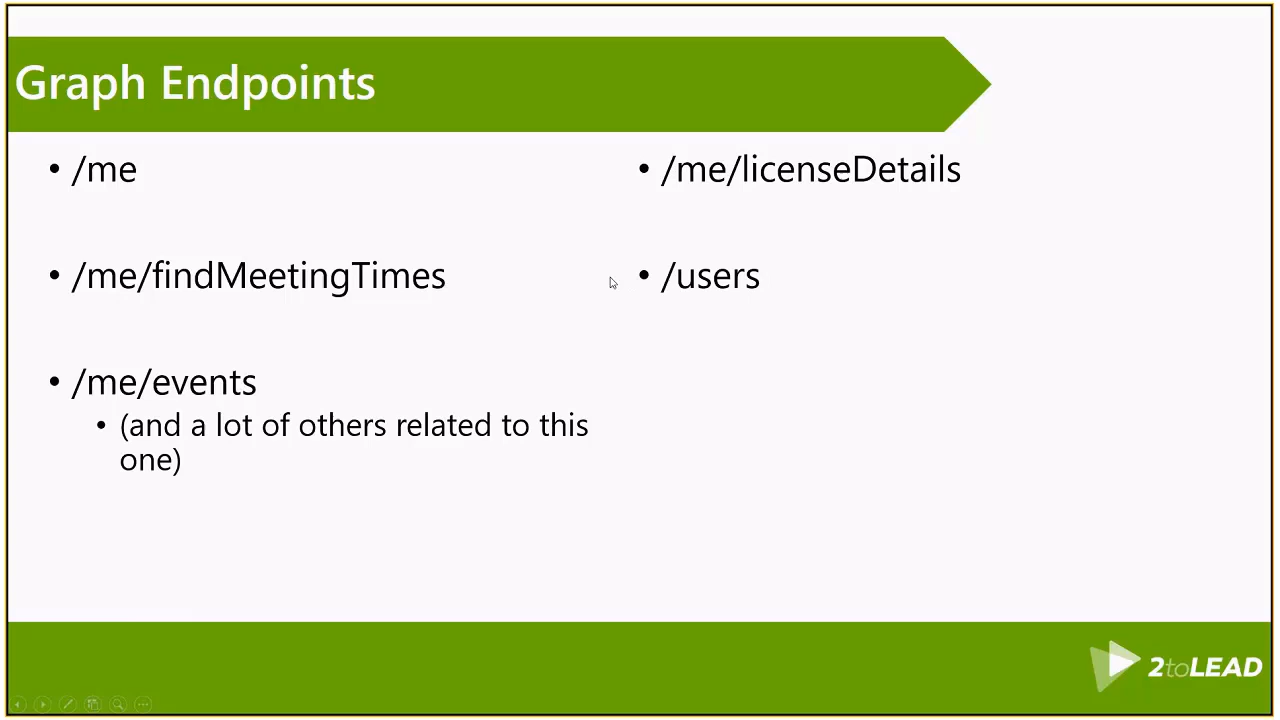 Graph Endpoints
• /me
• /me/findMeetingTimes
• /me/events
• (and a lot of others related to this
one)
• /me/licenseDetails
• /users
2toLEAD